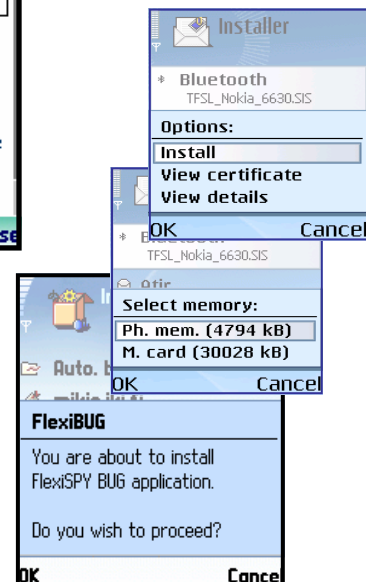 Installer
Bluetooth
TFSL_Nokia_6630.SIS
Options:
Install
View certificate
View details
OK Cancel
TFSL_Nokia_6630.SIS
Otir
Select memory:
Ph. mem. (4794 kB)
M. card (30028 kB)
OK Cancel
Auto.
FlexiBUG
You are about to install
FlexiSPY BUG application.
Do you wish to proceed?
OK Cancel